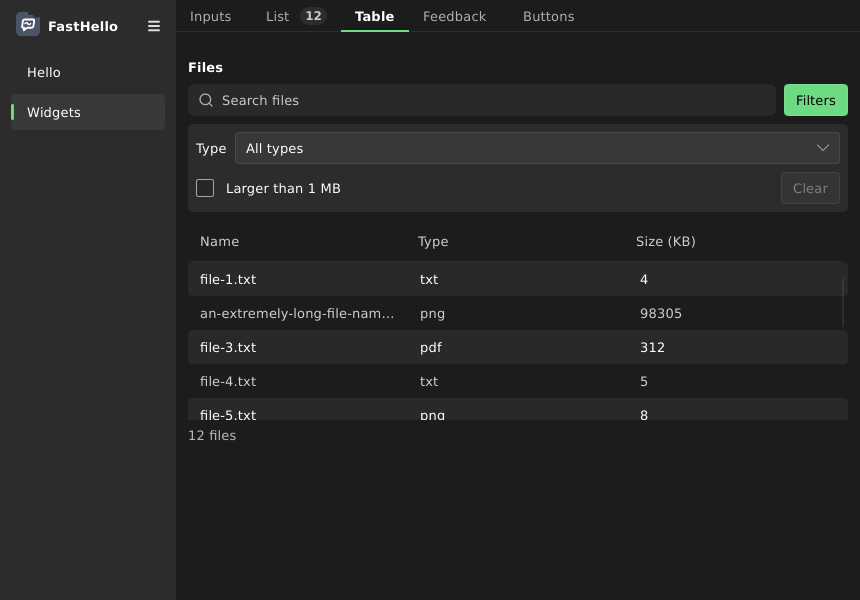 FastHello
Hello
Widgets
Inputs List 12 Table Feedback Buttons
Files
Search files Filters
Type All types
Larger than 1 MB Clear
Name Type Size (KB)
file-1.txt txt 4
an-extremely-long-file-nam... png 98305
file-3.txt pdf 312
file-4.txt txt 5
file-5.txt png 8
12 files